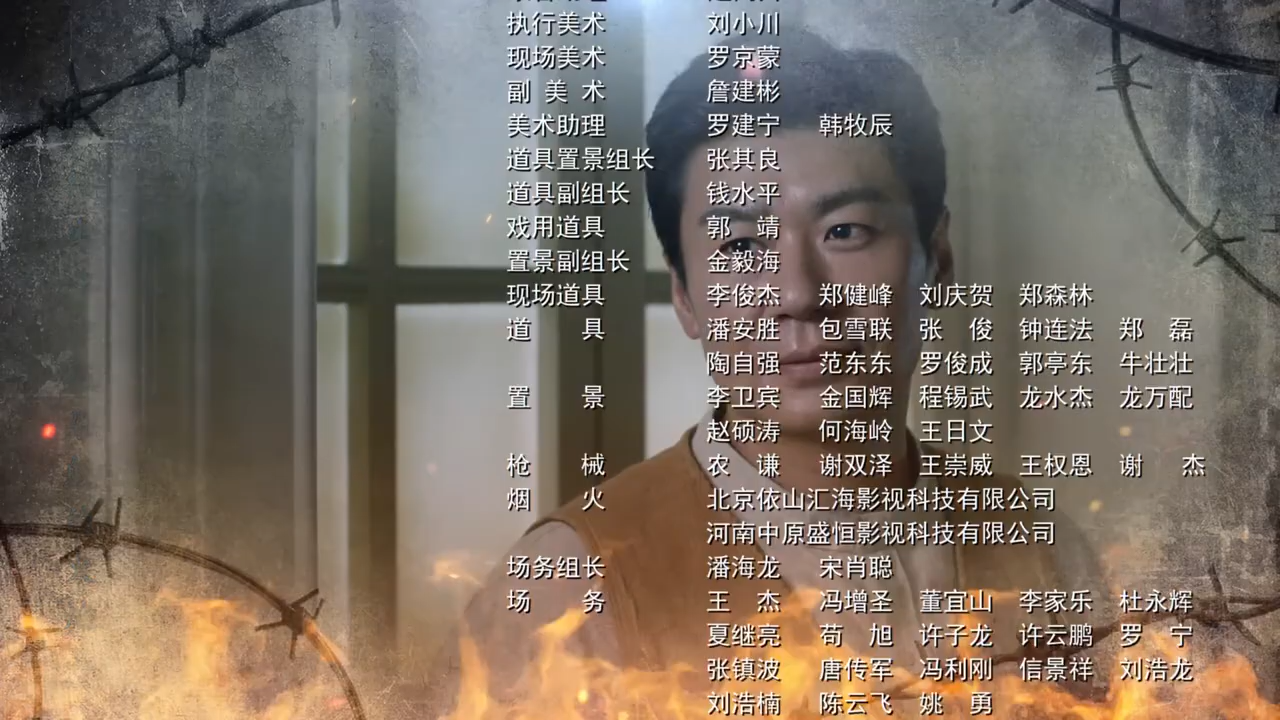 执行美术 刘小川
现场美术 罗京蒙
副 美 术 詹建彬
美术助理 罗建宁 韩牧辰
道具置景组长 张其良
道具副组长 钱水平
戏用道具 郭 靖
置景副组长 金毅海
现场道具 李俊杰 郑健峰 刘庆贺 郑森林
道 具 潘安胜 包雪联 张 俊 钟连法 郑 磊
陶自强 范东东 罗俊成 郭亭东 牛壮壮
置 景 李卫宾 金国辉 程锡武 龙水杰 龙万配
赵硕涛 何海岭 王日文
枪 械 农 谦 谢双泽 王崇威 王权恩 谢 杰
烟 火 北京依山汇海影视科技有限公司
河南中原盛恒影视科技有限公司
场务组长 潘海龙 宋肖聪
场 务 王 杰 冯增圣 董宜山 李家乐 杜永辉
夏继亮 苟 旭 许子龙 许云鹏 罗 宁
张镇波 唐传军 冯利刚 信景祥 刘浩龙
刘浩楠 陈云飞 姚 勇